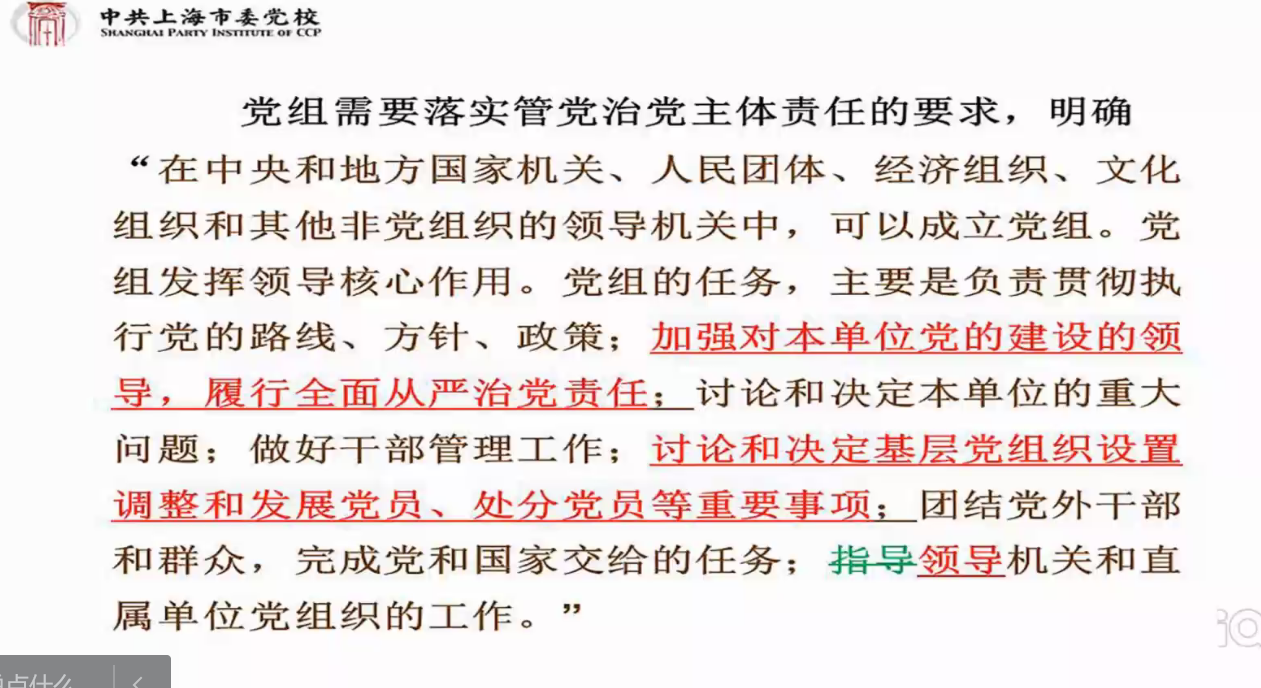 中共上海市委党校
SHANGHAI PARTY INSTITUTE OF CCP
党组需要落实管党治党主体责任的要求，明确
“在中央和地方国家机关、人民团体、经济组织、文化
组织和其他非党组织的领导机关中，可以成立党组。党
组发挥领导核心作用。党组的任务，主要是负责贯彻执
行党的路线、方针、政策；加强对本单位党的建设的领
导，履行全面从严治党责任；讨论和决定本单位的重大
问题；做好干部管理工作；讨论和决定基层党组织设置
调整和发展党员、处分党员等重要事项；团结党外干部
和群众，完成党和国家交给的任务；指导领导机关和直
属单位党组织的工作。”
点什么